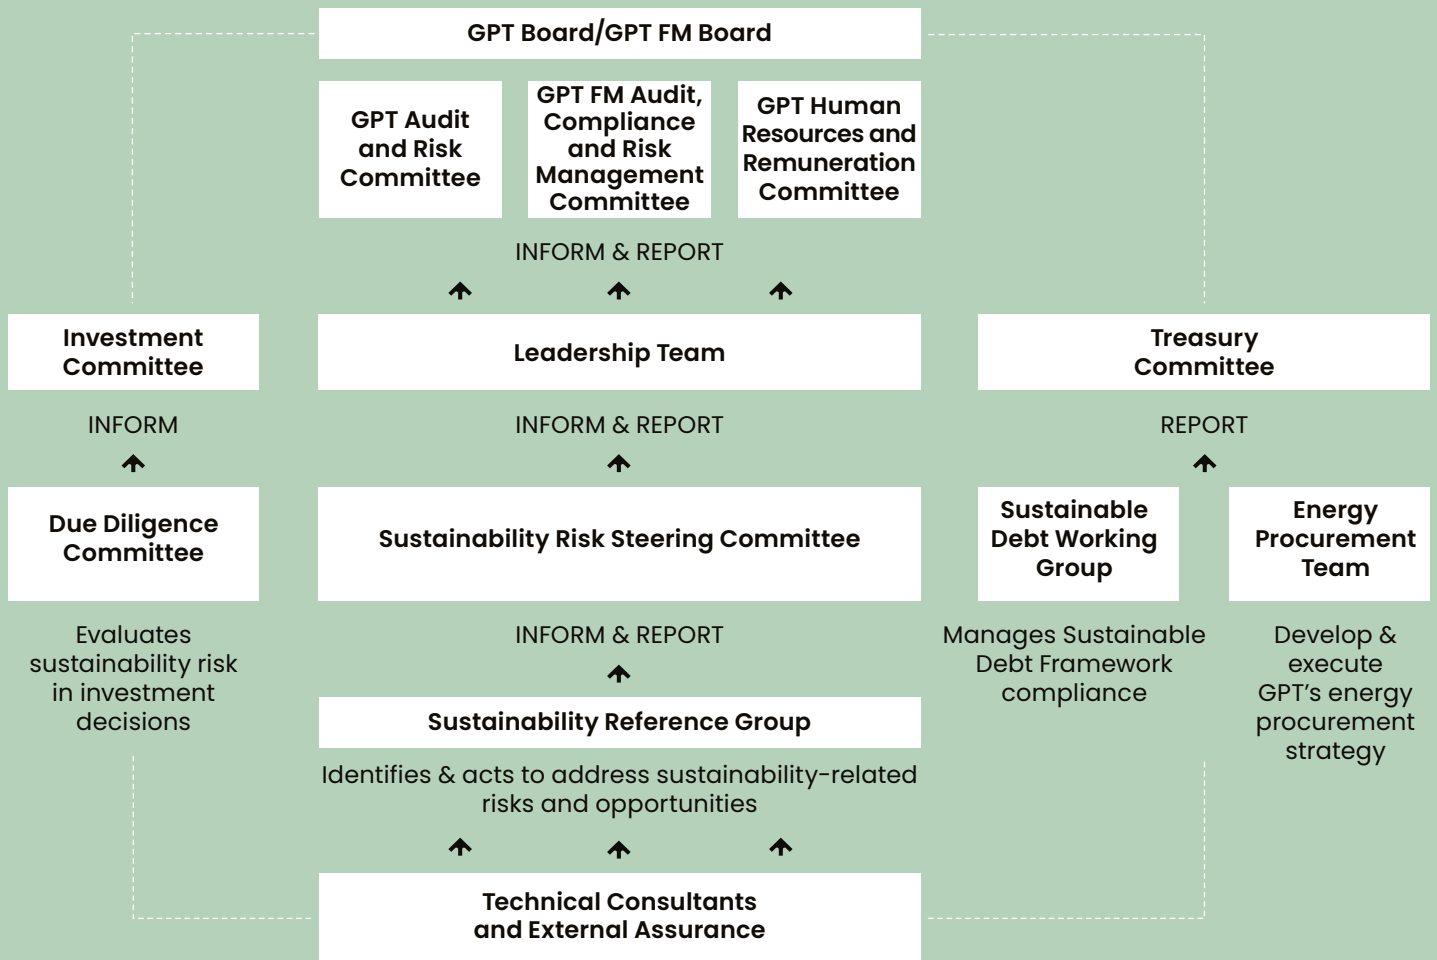 GPT Board/GPT FM Board
GPT Audit
and Risk
Committee
GPT FM Audit,
Compliance
and Risk
Management
Committee
GPT Human
Resources and
Remuneration
Committee
INFORM & REPORT
Investment
Committee
Leadership Team
Treasury
Committee
INFORM
INFORM & REPORT
REPORT
Due Diligence
Committee
Sustainability Risk Steering Committee
Sustainable
Debt Working
Group
Energy
Procurement
Team
Evaluates
sustainability risk
in investment
decisions
INFORM & REPORT
Manages Sustainable
Debt Framework
compliance
Develop &
execute
GPT’s energy
procurement
strategy
Sustainability Reference Group
Identifies & acts to address sustainability-related
risks and opportunities
Technical Consultants
and External Assurance